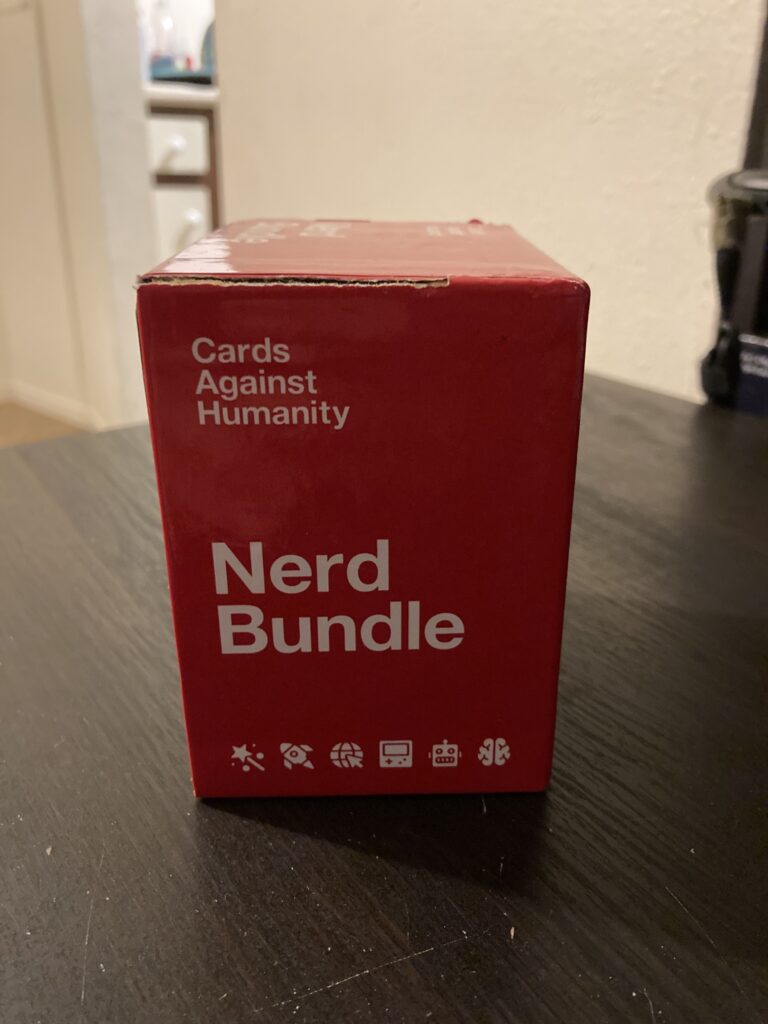 Cards
Against
Humanity
Nerd
Bundle